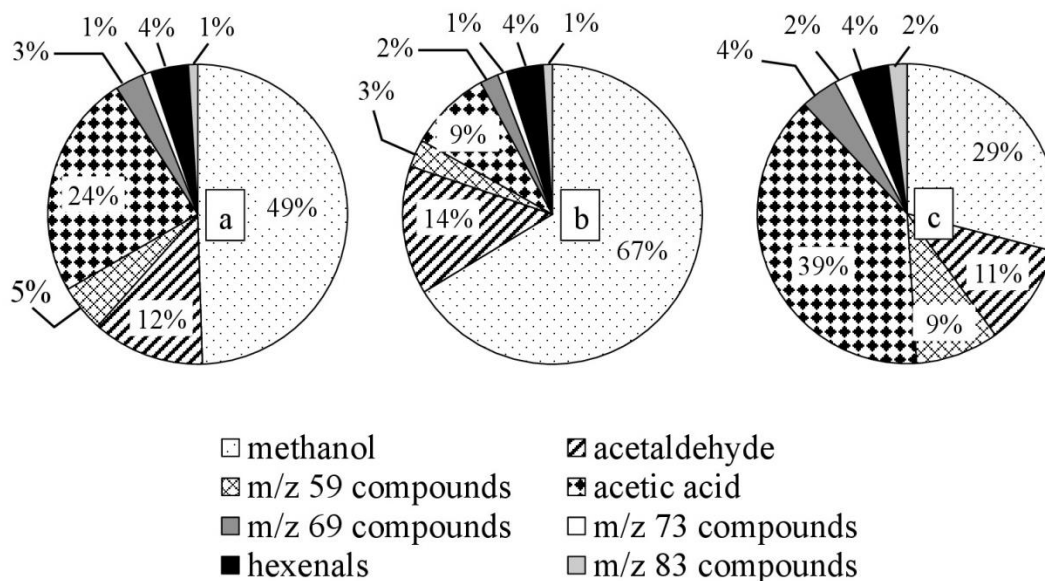 1% 4% 1% 1% 4% 1% 2% 4% 2%
3% 2% 4%
3%
24% a 49% 9% b 67% 29% c
14% 39% 11%
5% 12% 9%
methanol acetaldehyde
m/z 59 compounds acetic acid
m/z 69 compounds m/z 73 compounds
hexenals m/z 83 compounds